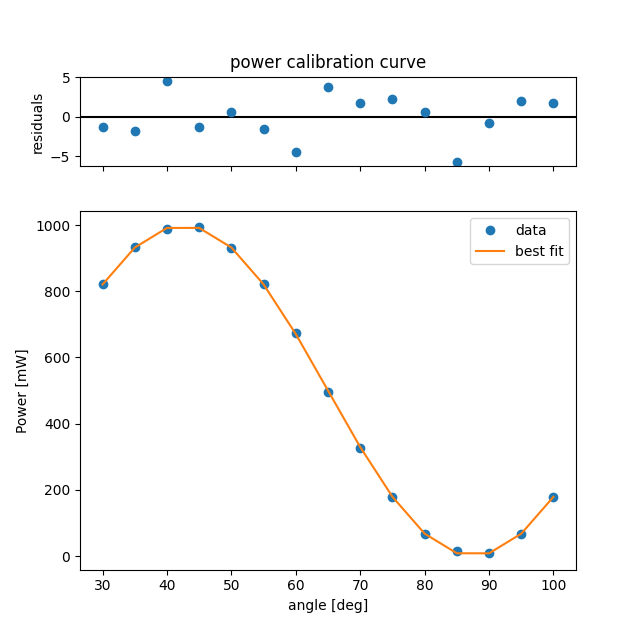 power calibration curve
5
0
−5
residuals
1000
800
600
400
200
0
Power [mW]
data
best fit
30 40 50 60 70 80 90 100
angle [deg]